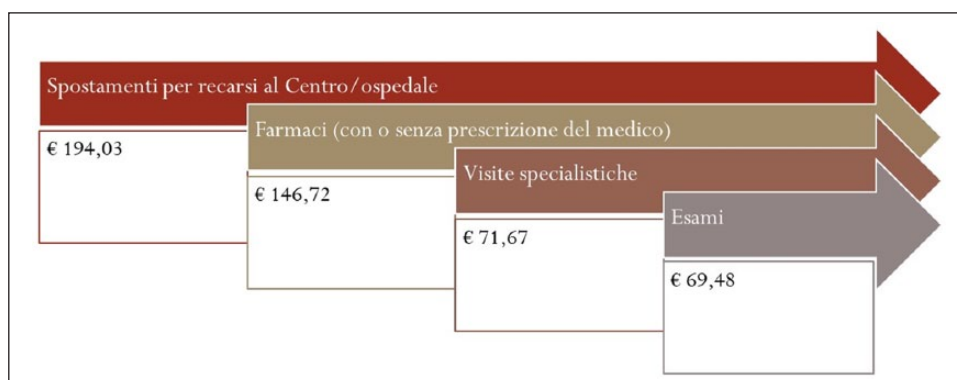 Spostamenti per recarsi al Centro/ospedale
€ 194,03
Farmaci (con o senza prescrizione del medico)
€ 146,72
Visite specialistiche
€ 71,67
Esami
€ 69,48